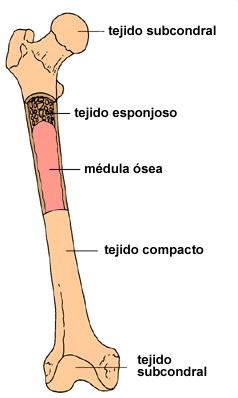 tejido subcondral
tejido esponjoso
médula ósea
tejido compacto
tejido
subcondral